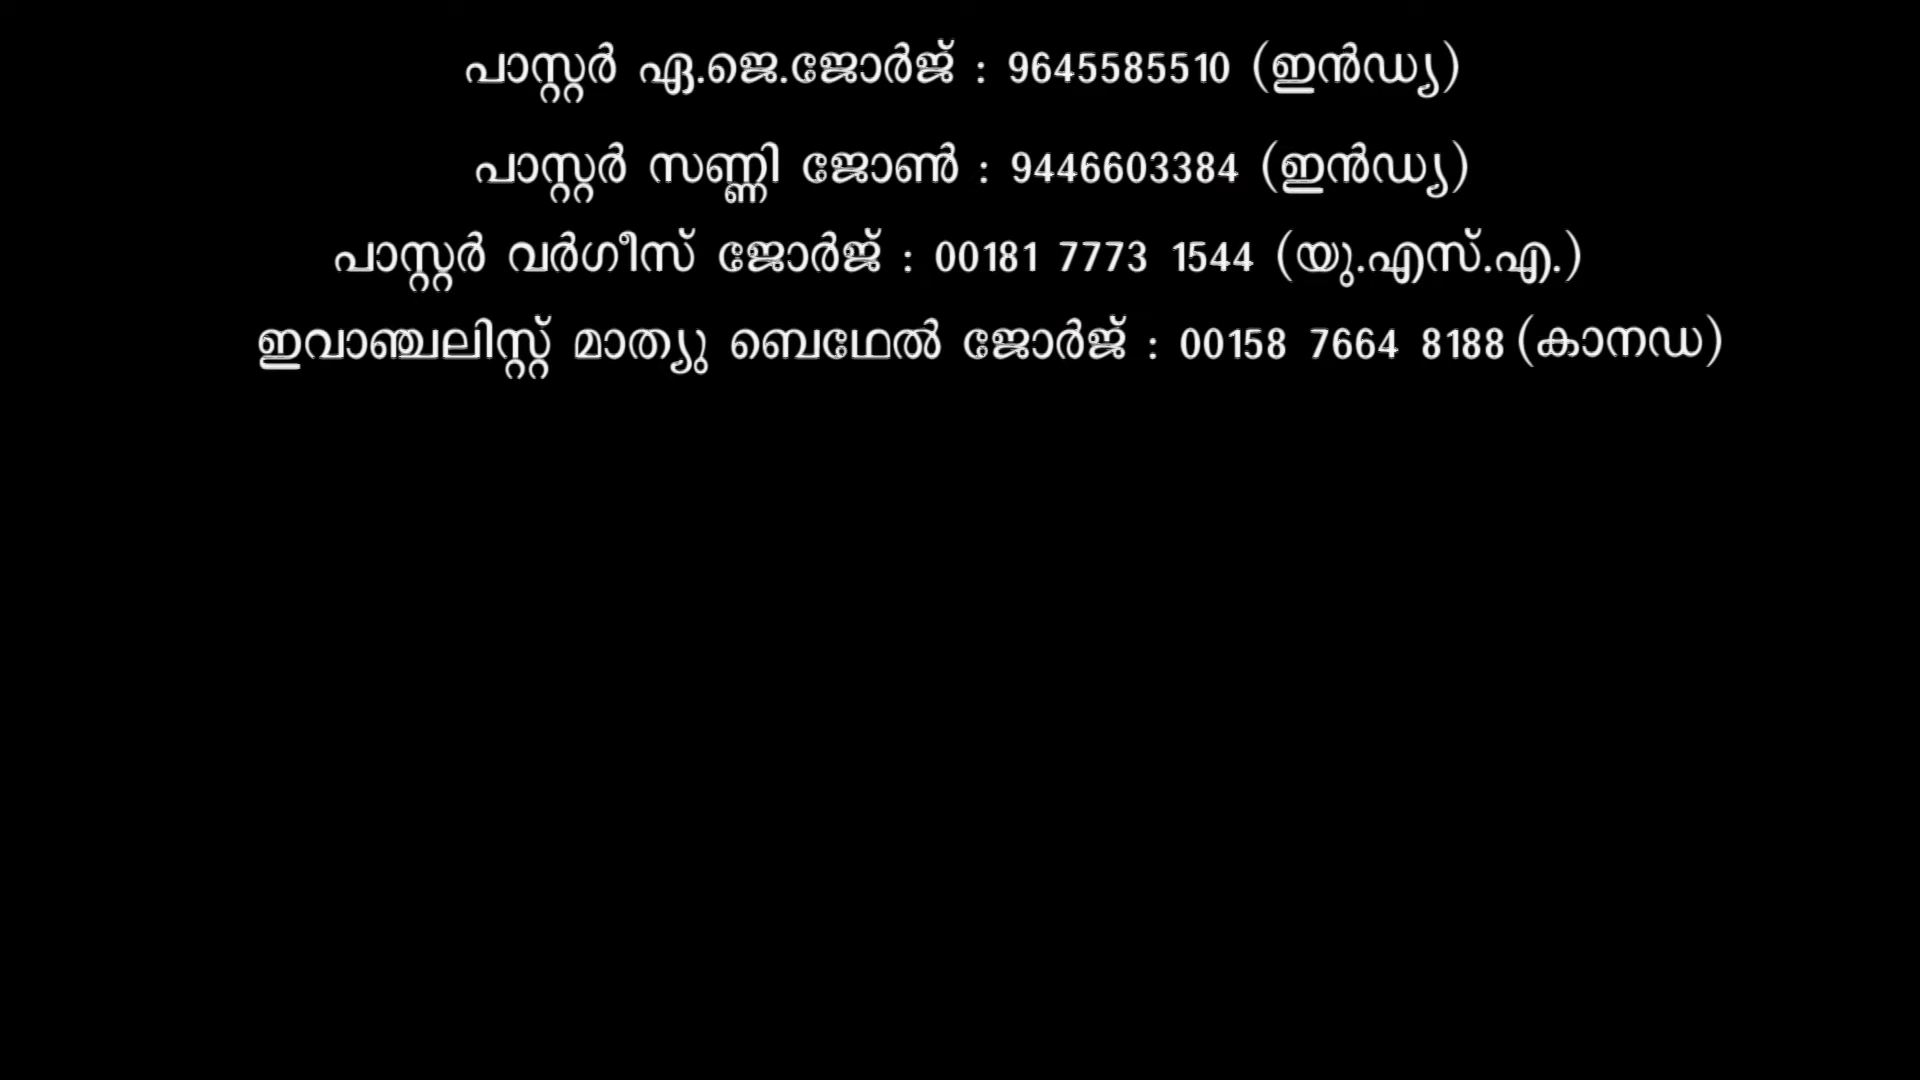 പാസ്റ്റർ ഏ.ജെ.ജോർജ് : 9645585510 (ഇൻഡ്യ)
പാസ്റ്റർ സണ്ണി ജോൺ : 9446603384 (ഇൻഡ്യ)
പാസ്റ്റർ വർഗീസ് ജോർജ് : 00181 7773 1544 (യു.എസ്.എ.)
ഇവാഞ്ചലിസ്റ്റ് മാത്യു ബെഥേൽ ജോർജ് : 00158 7664 8188 (കാനഡ)